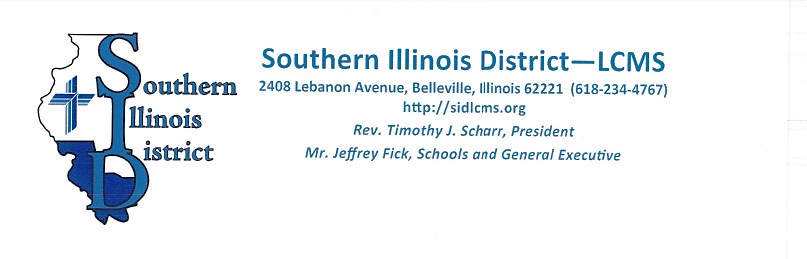 Southern
Illinois
District
Southern Illinois District—LCMS
2408 Lebanon Avenue, Belleville, Illinois 62221 (618-234-4767)
http://sidlcms.org
Rev. Timothy J. Scharr, President
Mr. Jeffrey Fick, Schools and General Executive